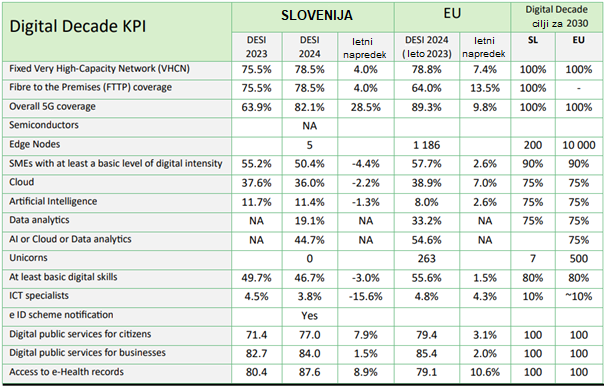 Digital Decade KPI SLOVENIJA EU Digital Decade cilji za 2030
DESI 2023 DESI 2024 letni napredek DESI 2024 ( leto 2023) letni napredek SL EU
Fixed Very High-Capacity Network (VHCN) 75.5% 78.5% 4.0% 78.8% 7.4% 100% 100%
Fibre to the Premises (FTTP) coverage 75.5% 78.5% 4.0% 64.0% 13.5% 100% -
Overall 5G coverage 63.9% 82.1% 28.5% 89.3% 9.8% 100% 100%
Semiconductors NA
Edge Nodes 5 1 186 200 10 000
SMEs with at least a basic level of digital intensity 55.2% 50.4% -4.4% 57.7% 2.6% 90% 90%
Cloud 37.6% 36.0% -2.2% 38.9% 7.0% 75% 75%
Artificial Intelligence 11.7% 11.4% -1.3% 8.0% 2.6% 75% 75%
Data analytics NA 19.1% NA 33.2% NA 75% 75%
AI or Cloud or Data analytics NA 44.7% NA 54.6% NA 75%
Unicorns 0 263 7 500
At least basic digital skills 49.7% 46.7% -3.0% 55.6% 1.5% 80% 80%
ICT specialists 4.5% 3.8% -15.6% 4.8% 4.3% 10% ~10%
e ID scheme notification Yes
Digital public services for citizens 71.4 77.0 7.9% 79.4 3.1% 100 100
Digital public services for businesses 82.7 84.0 1.5% 85.4 2.0% 100 100
Access to e-Health records 80.4 87.6 8.9% 79.1 10.6% 100 100